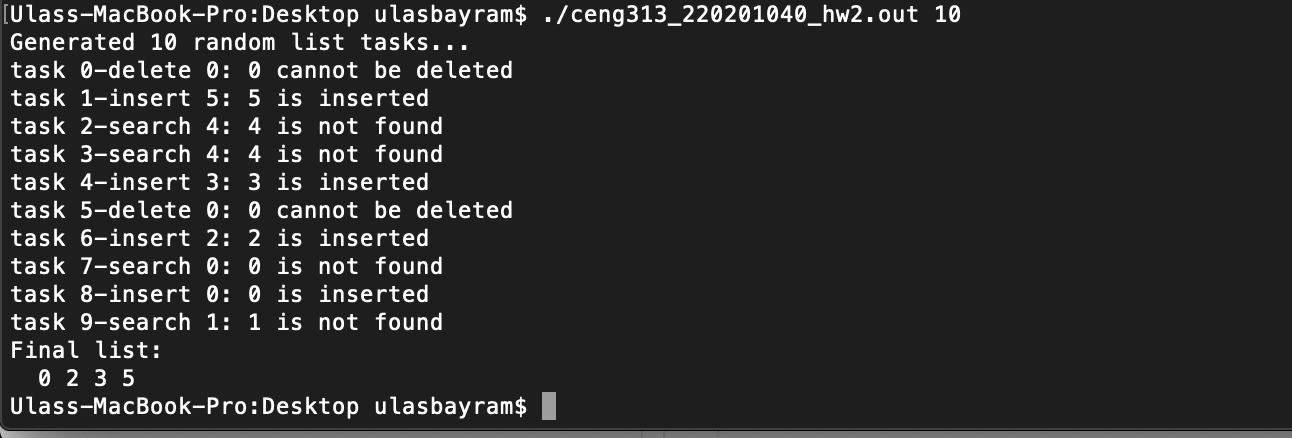 [Ulass-MacBook-Pro:Desktop ulasbayram$ ./ceng313_220201040_hw2.out 10
Generated 10 random list tasks...
task 0-delete 0: 0 cannot be deleted
task 1-insert 5: 5 is inserted
task 2-search 4: 4 is not found
task 3-search 4: 4 is not found
task 4-insert 3: 3 is inserted
task 5-delete 0: 0 cannot be deleted
task 6-insert 2: 2 is inserted
task 7-search 0: 0 is not found
task 8-insert 0: 0 is inserted
task 9-search 1: 1 is not found
Final list:
  0 2 3 5
Ulass-MacBook-Pro:Desktop ulasbayram$